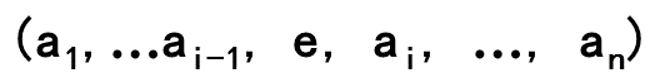 (a₁, …aᵢ₋₁, e, aᵢ, …, aₙ)